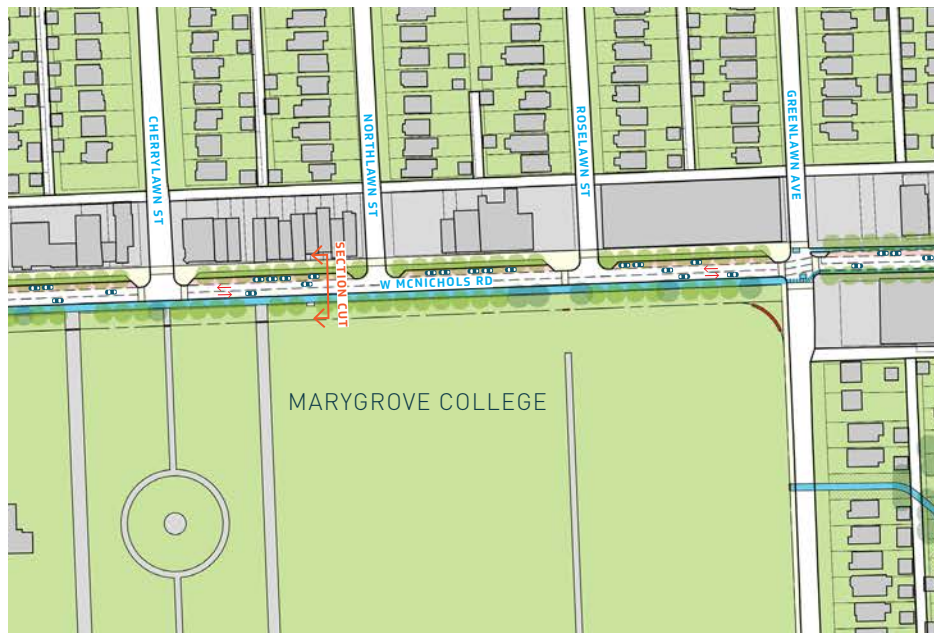 CHERRYLAWN ST
NORTHLAWN ST
ROSELAWN ST
GREENLAWN AVE
SECTION CUT
W MCNICHOLS RD
MARYGROVE COLLEGE